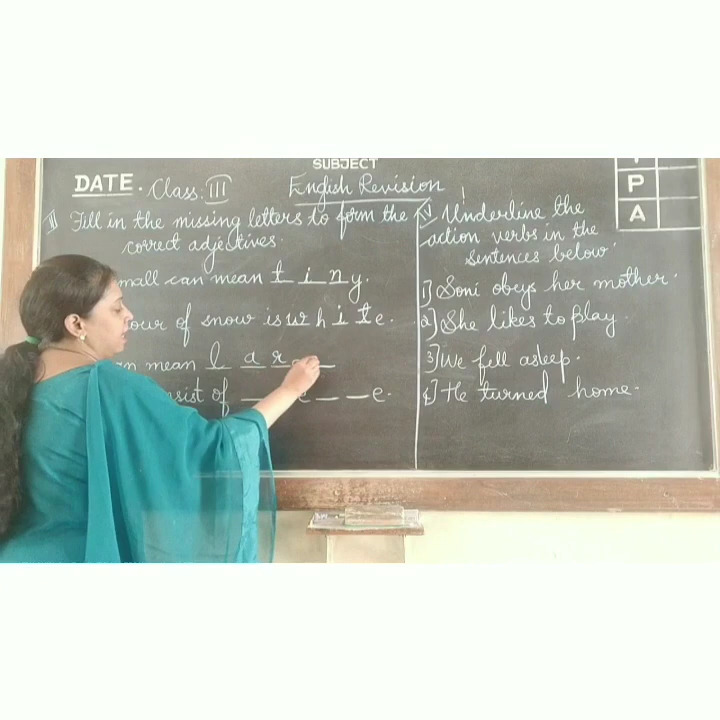 SUBJECT
DATE. Class: III English Revision
P
A
Fill in the missing letters to form the
correct adjectives.
mall can mean t i n y.
our of snow is w h i t e.
mean l a r
sist of _ _ e _ _ e.
Underline the
action verbs in the
sentences below.
1] Soni obeys her mother.
2] She likes to play.
3] We fell asleep.
4] He turned home.